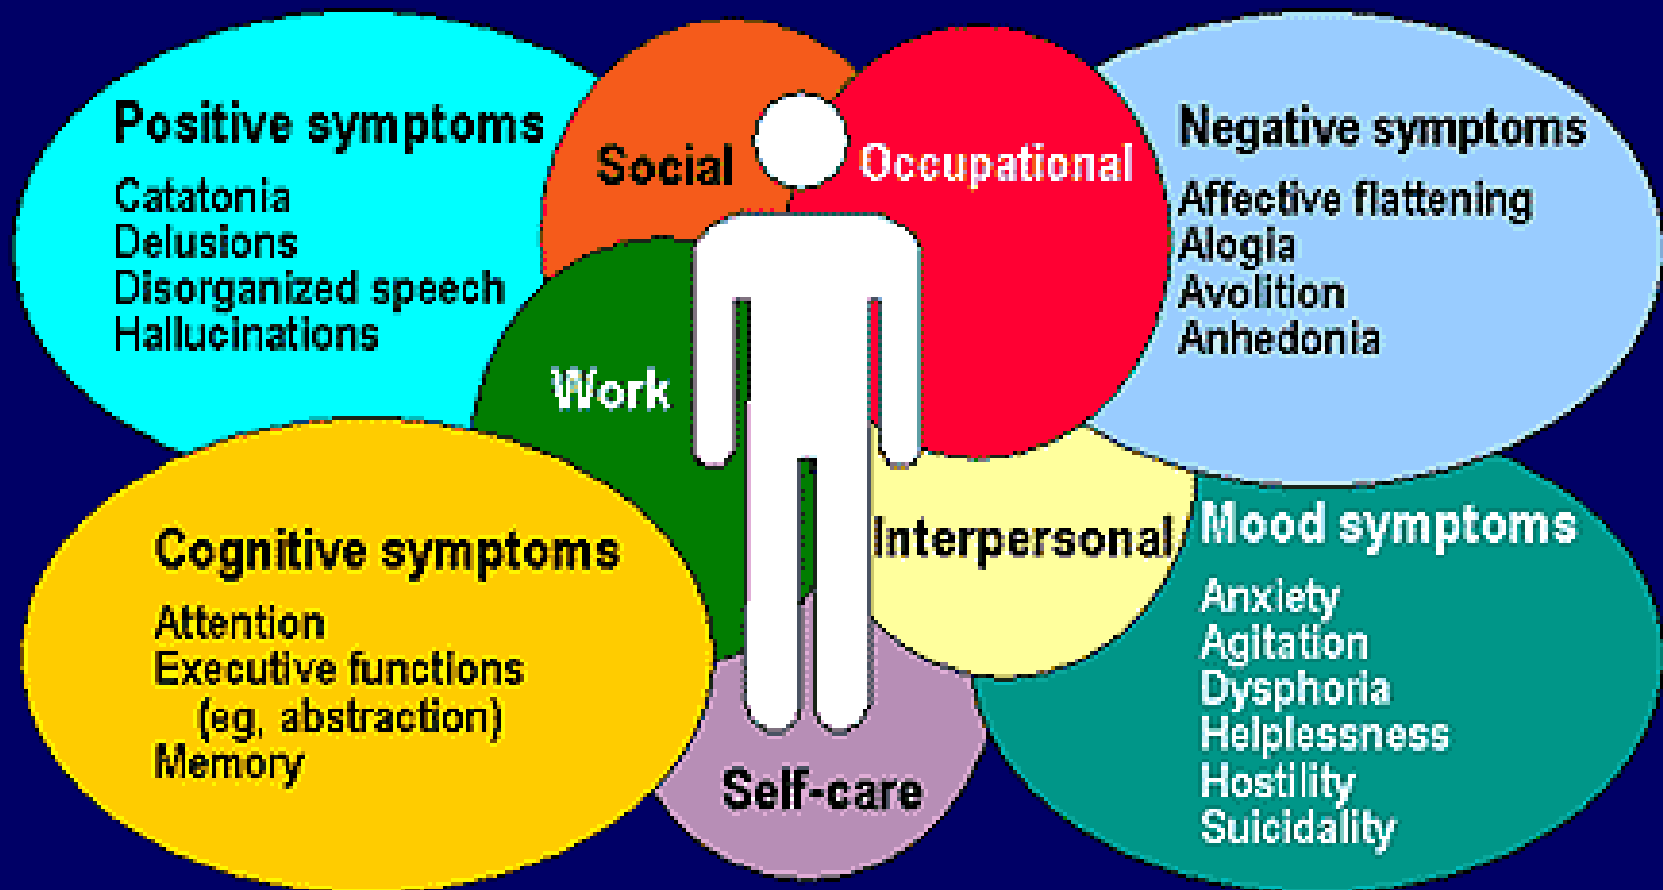 Positive symptoms
Catatonia
Delusions
Disorganized speech
Hallucinations
Social
Occupational
Negative symptoms
Affective flattening
Alogia
Avolition
Anhedonia
Work
Cognitive symptoms
Attention
Executive functions
(eg, abstraction)
Memory
Interpersonal
Mood symptoms
Anxiety
Agitation
Dysphoria
Helplessness
Hostility
Suicidality
Self-care